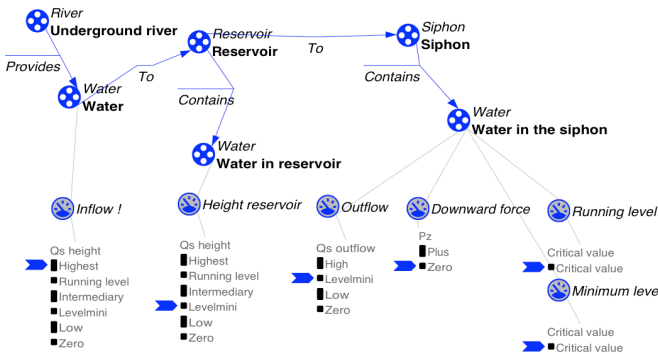 River
Underground river
Provides
Water
Water
To
Reservoir
Reservoir
To
Contains
Water
Water in reservoir
Siphon
Siphon
Contains
Water
Water in the siphon
Inflow !
Qs height
Highest
Running level
Intermediary
Levelmini
Low
Zero
Height reservoir
Qs height
Highest
Running level
Intermediary
Levelmini
Low
Zero
Outflow
Qs outflow
High
Levelmini
Low
Zero
Downward force
Pz
Plus
Zero
Running level
Critical value
Critical value
Minimum leve
Critical value
Critical value